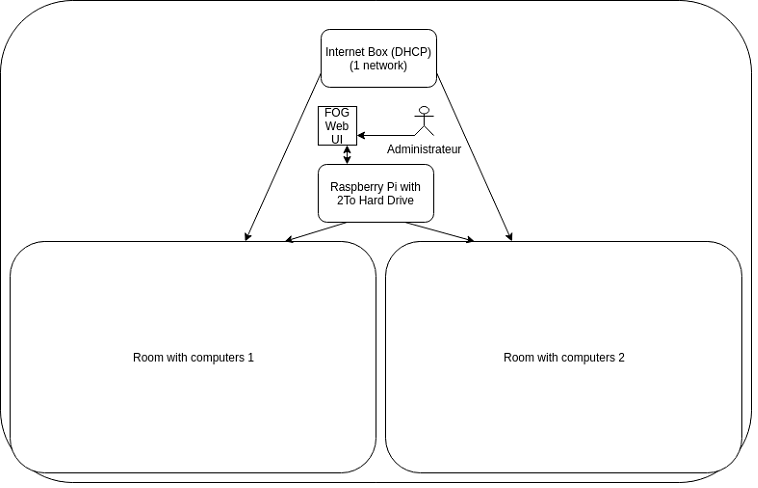 Internet Box (DHCP)
(1 network)
FOG
Web
UI
Administrateur
Raspberry Pi with
2To Hard Drive
Room with computers 1
Room with computers 2